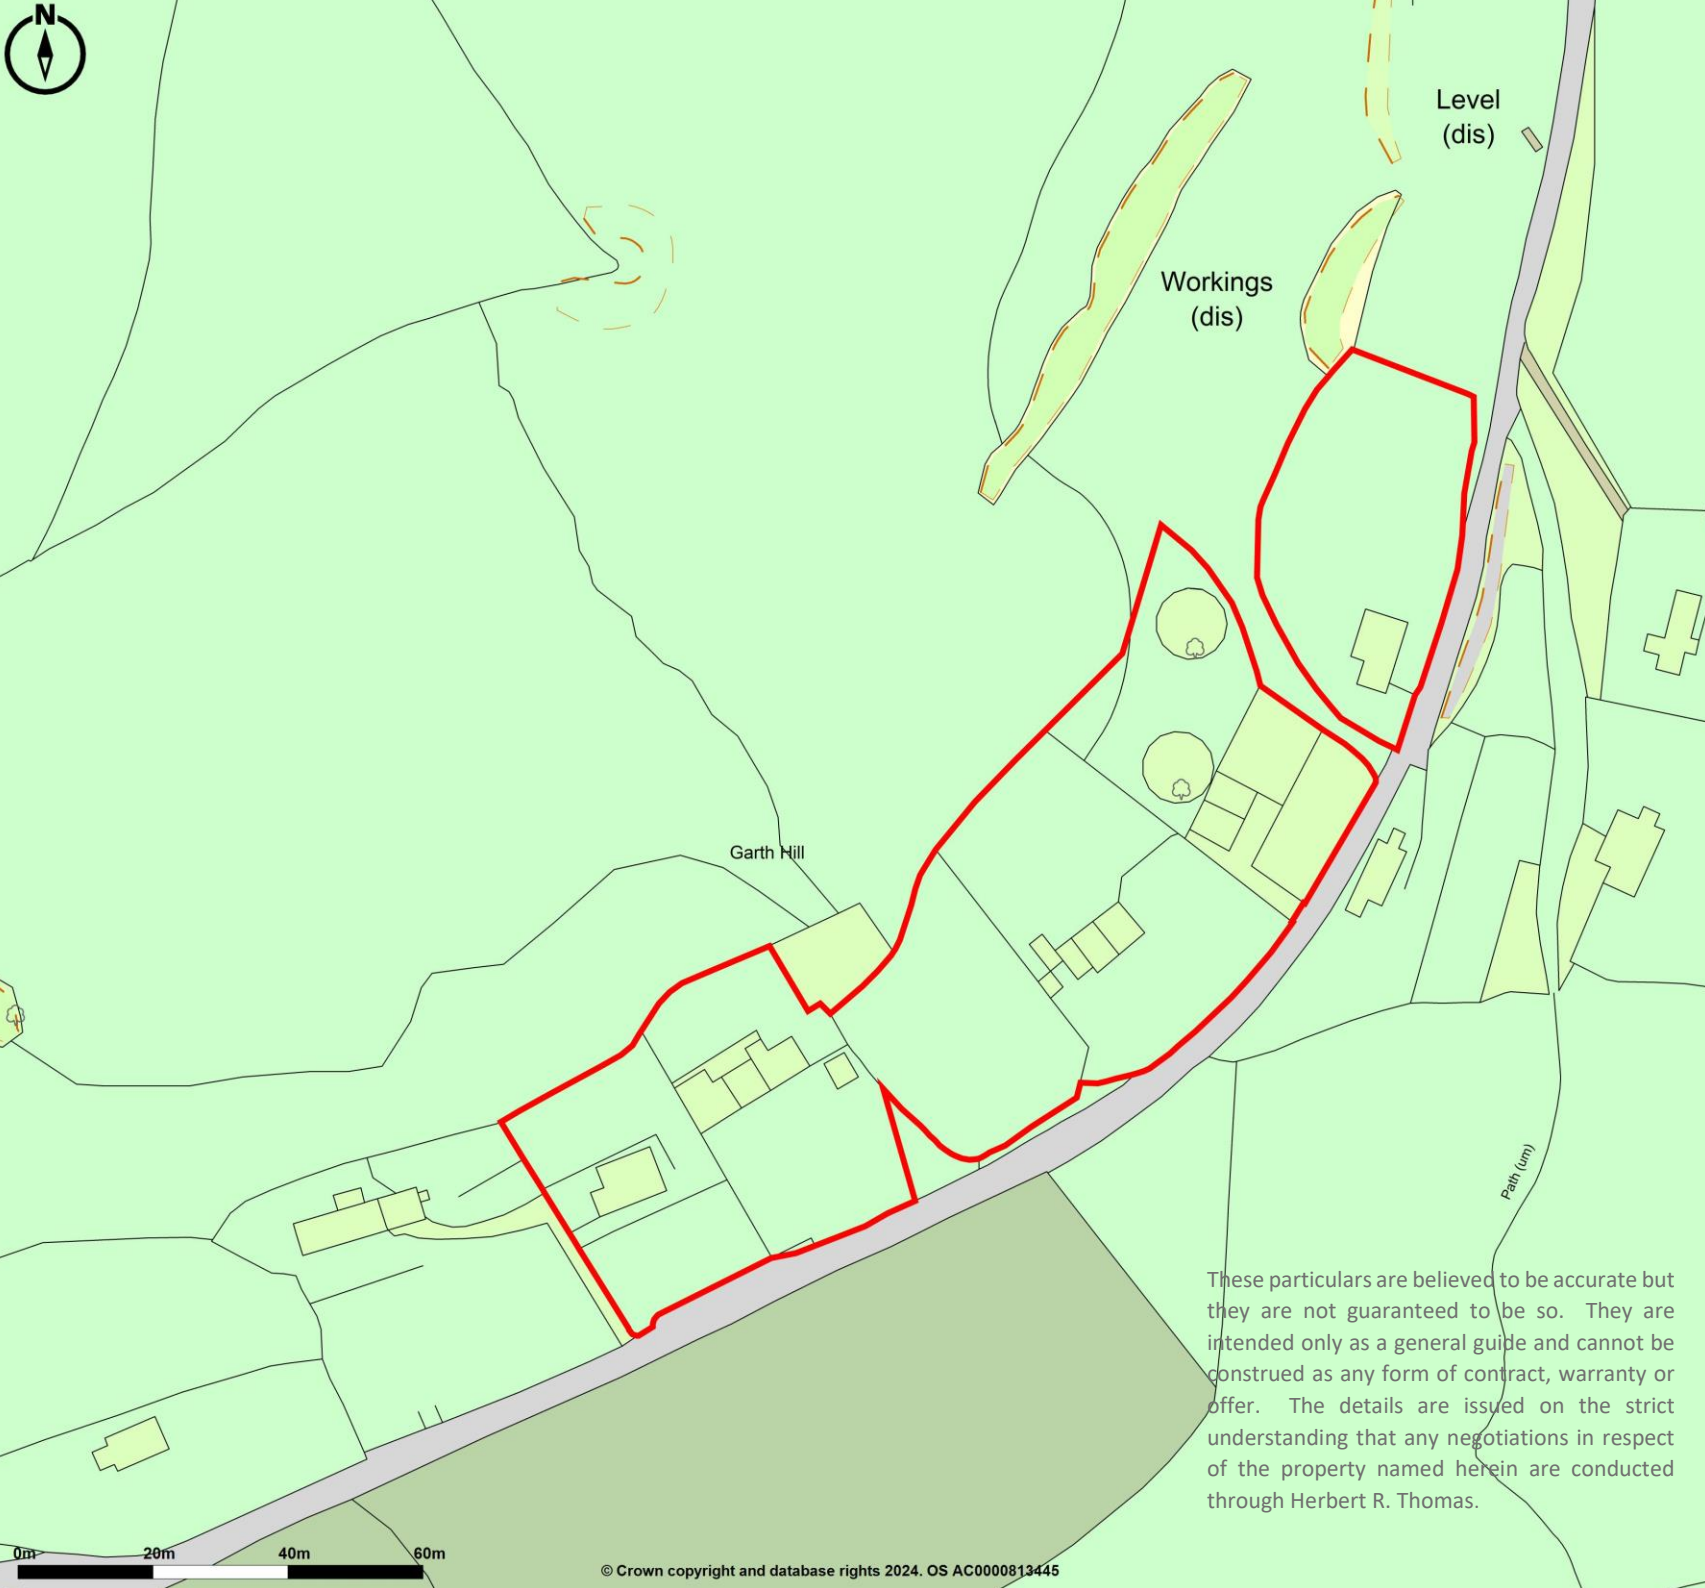 N
Level
(dis)
Workings
(dis)
Garth Hill
Path (um)
These particulars are believed to be accurate but
they are not guaranteed to be so. They are
intended only as a general guide and cannot be
construed as any form of contract, warranty or
offer. The details are issued on the strict
understanding that any negotiations in respect
of the property named herein are conducted
through Herbert R. Thomas.
0m 20m 40m 60m
© Crown copyright and database rights 2024. OS AC0000813445